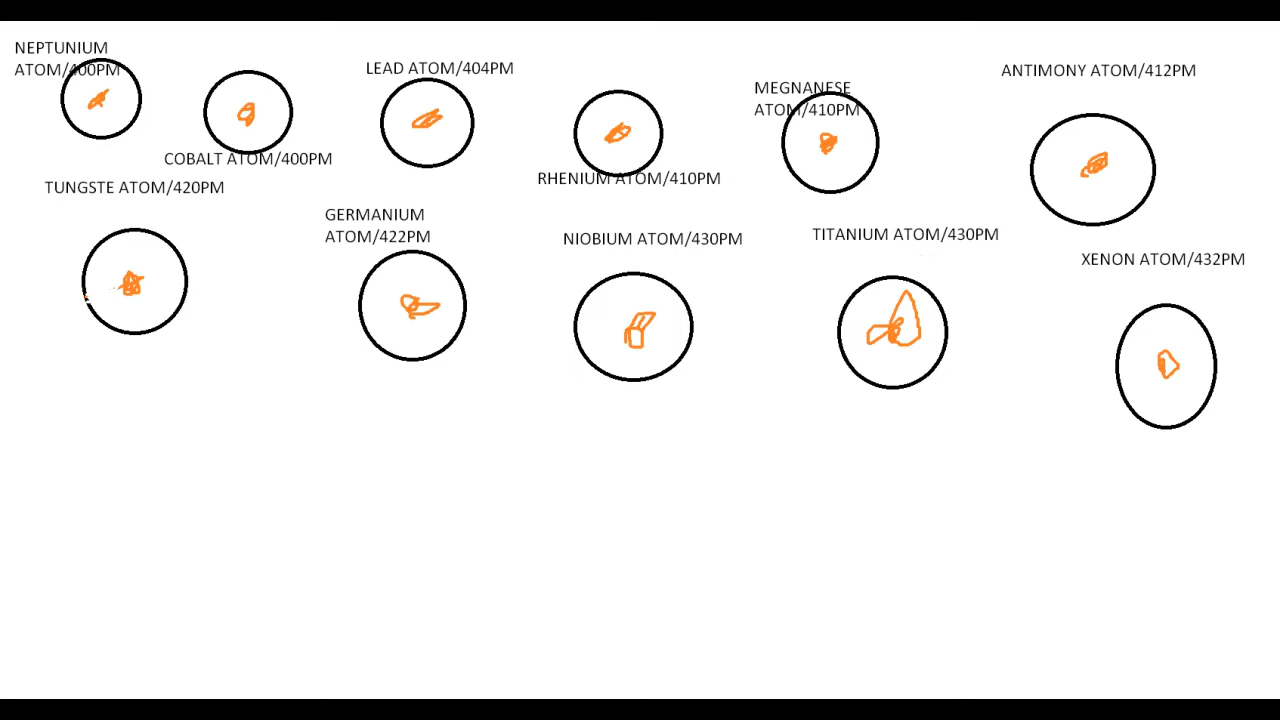 NEPTUNIUM
ATOM/400PM
COBALT ATOM/400PM
LEAD ATOM/404PM
RHENIUM ATOM/410PM
MEGNANESE
ATOM/410PM
ANTIMONY ATOM/412PM
TUNGSTE ATOM/420PM
GERMANIUM
ATOM/422PM
NIOBIUM ATOM/430PM
TITANIUM ATOM/430PM
XENON ATOM/432PM